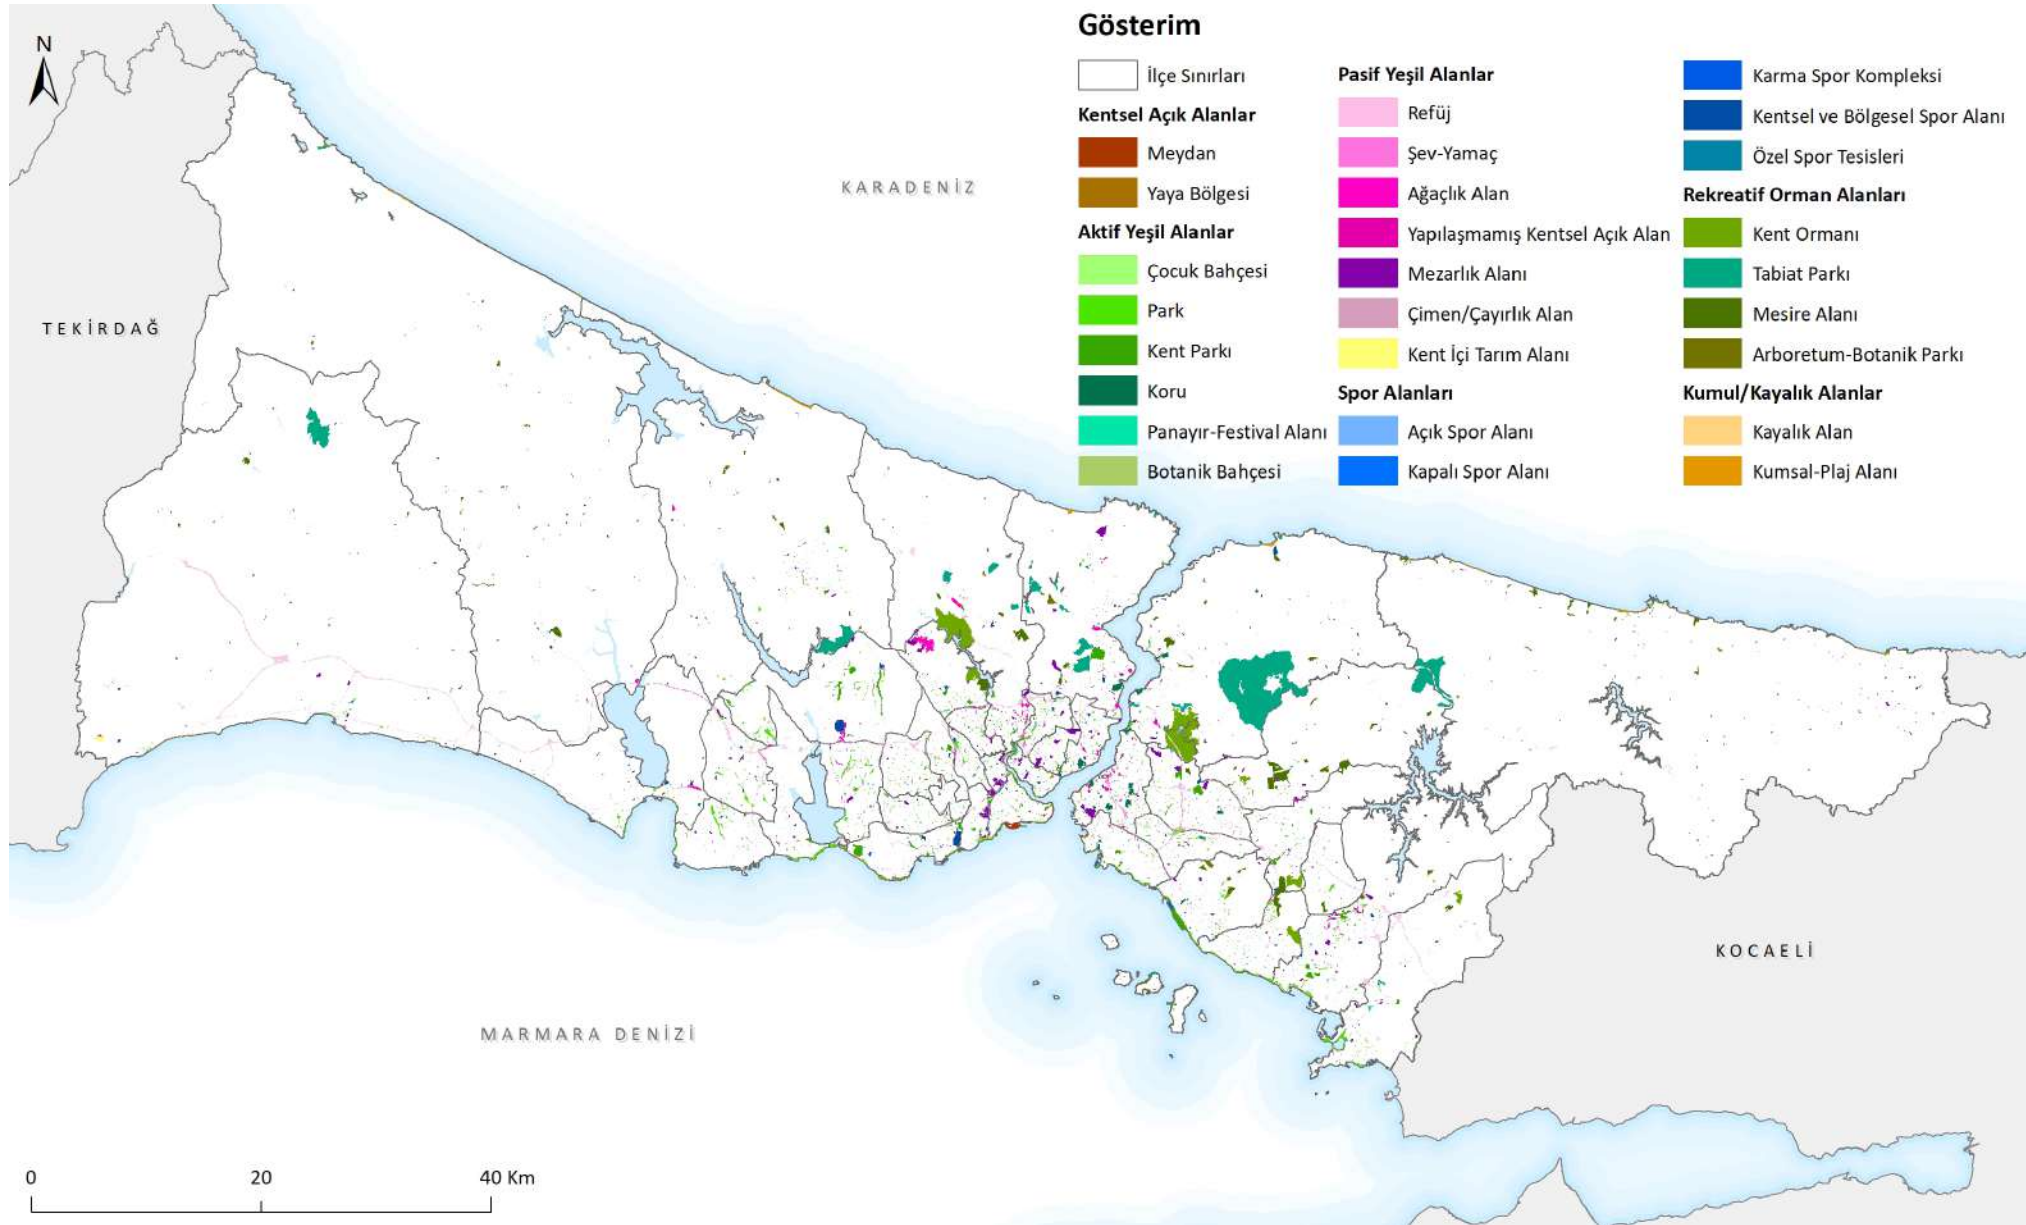 Gösterim
İlçe Sınırları
Kentsel Açık Alanlar
Meydan
Yaya Bölgesi
Aktif Yeşil Alanlar
Çocuk Bahçesi
Park
Kent Parkı
Koru
Panayır-Festival Alanı
Botanik Bahçesi
Pasif Yeşil Alanlar
Refüj
Şev-Yamaç
Ağaçlık Alan
Yapılaşmamış Kentsel Açık Alan
Mezarlık Alanı
Çimen/Çayırlık Alan
Kent İçi Tarım Alanı
Spor Alanları
Açık Spor Alanı
Kapalı Spor Alanı
Karma Spor Kompleksi
Kentsel ve Bölgesel Spor Alanı
Özel Spor Tesisleri
Rekreatif Orman Alanları
Kent Ormanı
Tabiat Parkı
Mesire Alanı
Arboretum-Botanik Parkı
Kumul/Kayalık Alanlar
Kayalık Alan
Kumsal-Plaj Alanı
N
KARADENİZ
TEKİRDAĞ
KOCAELİ
MARMARA DENİZİ
0 20 40 Km